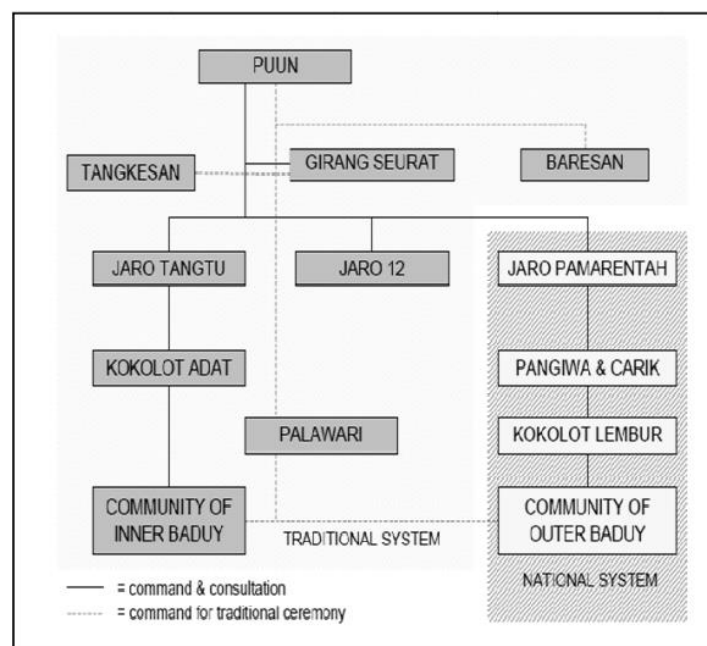 PUUN
TANGKESAN
GIRANG SEURAT
BARESAN
JARO TANGTU
JARO 12
JARO PAMARENTAH
KOKOLOT ADAT
PANGIWA & CARIK
PALAWARI
KOKOLOT LEMBUR
COMMUNITY OF
INNER BADUY
TRADITIONAL SYSTEM
COMMUNITY OF
OUTER BADUY
NATIONAL SYSTEM
= command & consultation
= command for traditional ceremony